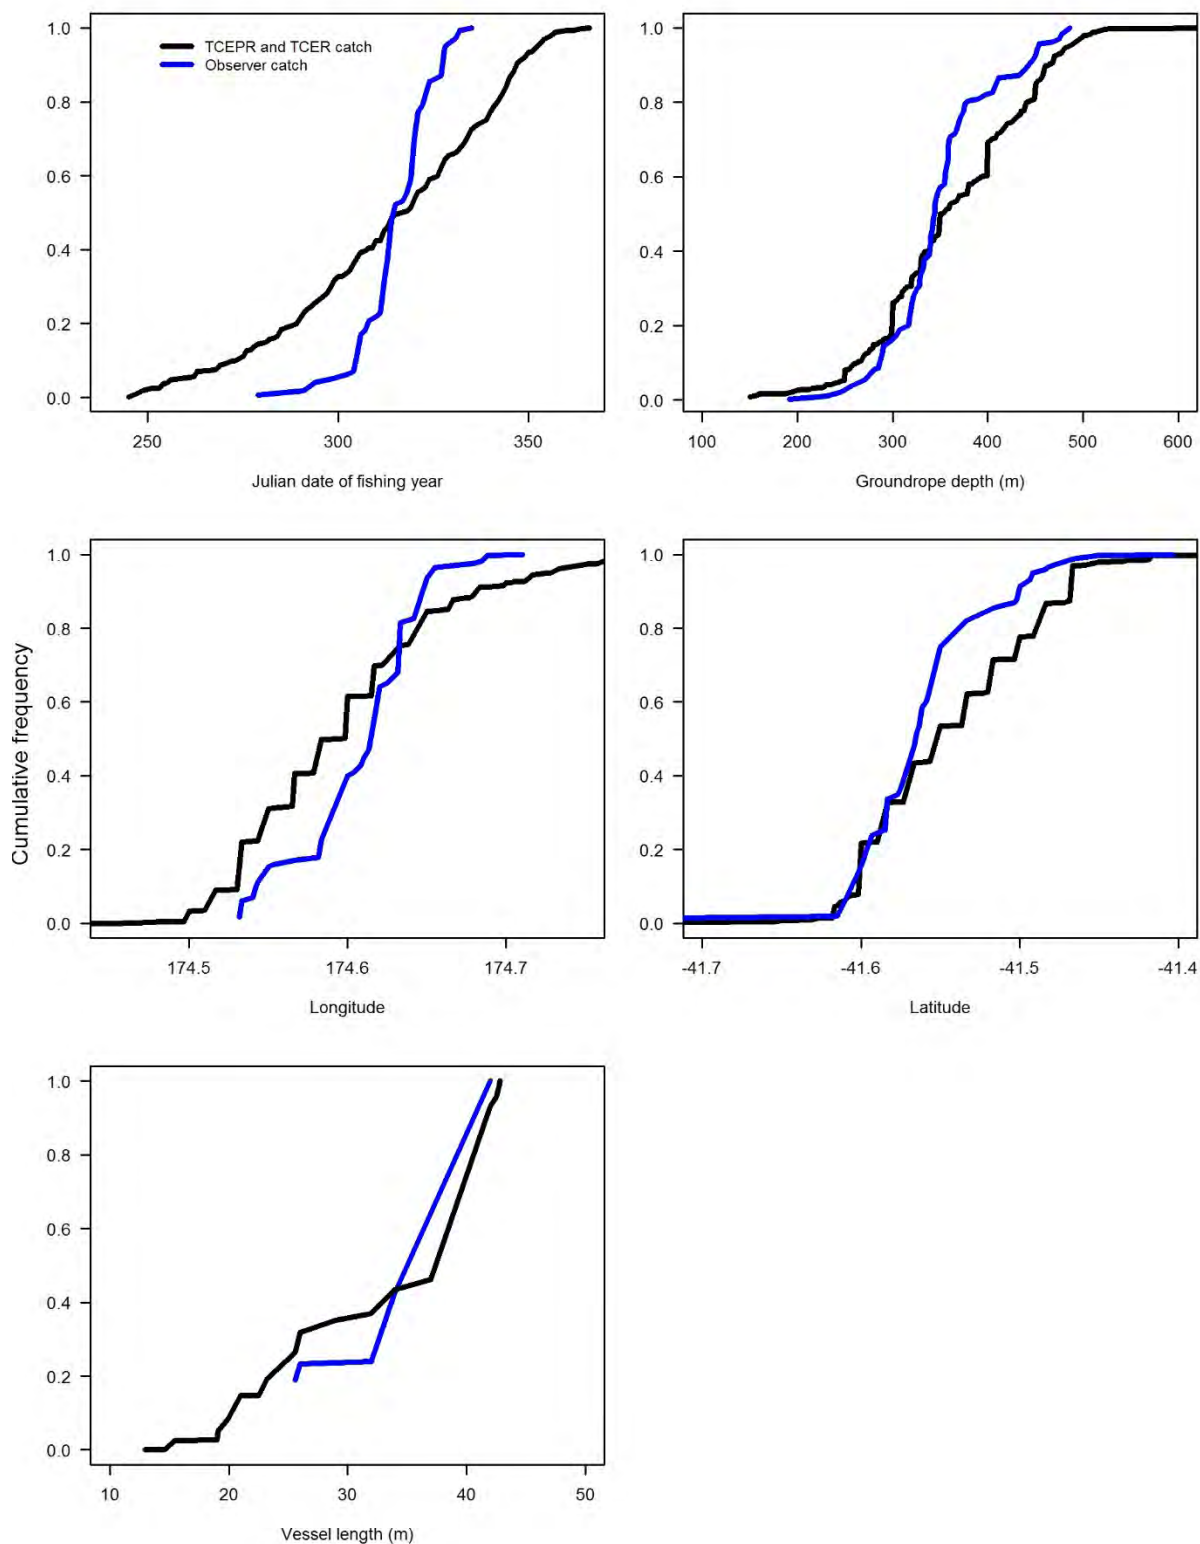 1.0
0.8
0.6
0.4
0.2
0.0
TCEPR and TCER catch
Observer catch
250 300 350
Julian date of fishing year
1.0
0.8
0.6
0.4
0.2
0.0
100 200 300 400 500 600
Groundrope depth (m)
Cumulative frequency
1.0
0.8
0.6
0.4
0.2
0.0
174.5 174.6 174.7
Longitude
1.0
0.8
0.6
0.4
0.2
0.0
-41.7 -41.6 -41.5 -41.4
Latitude
1.0
0.8
0.6
0.4
0.2
0.0
10 20 30 40 50
Vessel length (m)